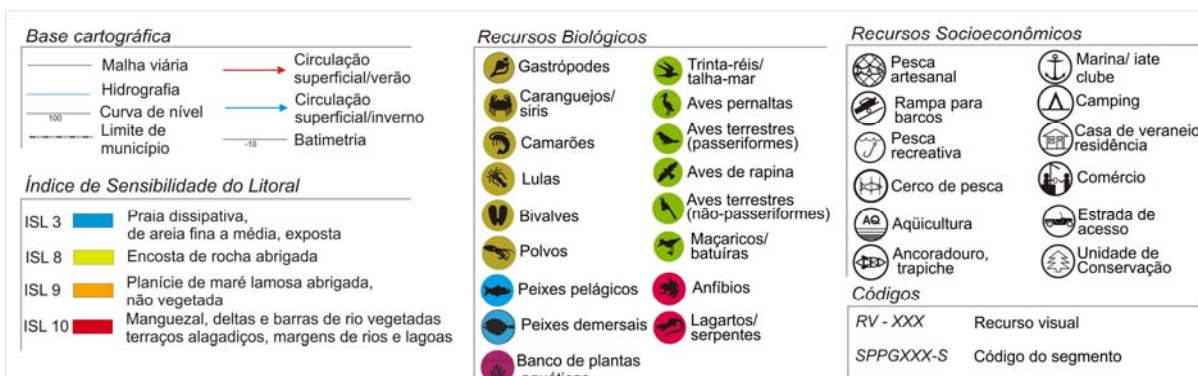 Base cartográfica
Malha viária
Hidrografia
100
Curva de nível
Limite de
município
Circulação
superficial/verão
Circulação
superficial/inverno
-10
Batimetria
Índice de Sensibilidade do Litoral
ISL 3
Praia dissipativa,
de areia fina a média, exposta
ISL 8
Encosta de rocha abrigada
ISL 9
Planície de maré lamosa abrigada,
não vegetada
ISL 10
Manguezal, deltas e barras de rio vegetadas
terraços alagadiços, margens de rios e lagoas
Recursos Biológicos
Gastrópodes
Caranguejos/
siris
Camarões
Lulas
Bivalves
Polvos
Peixes pelágicos
Peixes demersais
Banco de plantas
Trinta-réis/
talha-mar
Aves pernaltas
Aves terrestres
(passeriformes)
Aves de rapina
Aves terrestres
(não-passeriformes)
Maçaricos/
batuíras
Anfíbios
Lagartos/
serpentes
Recursos Socioeconômicos
Pesca
artesanal
Rampa para
barcos
Pesca
recreativa
Cerco de pesca
AQ
Aqüicultura
Ancoradouro,
trapiche
Marina/ iate
clube
Camping
Casa de veraneio
residência
Comércio
Estrada de
acesso
Unidade de
Conservação
Códigos
RV - XXX
Recurso visual
SPPGXXX-S
Código do segmento